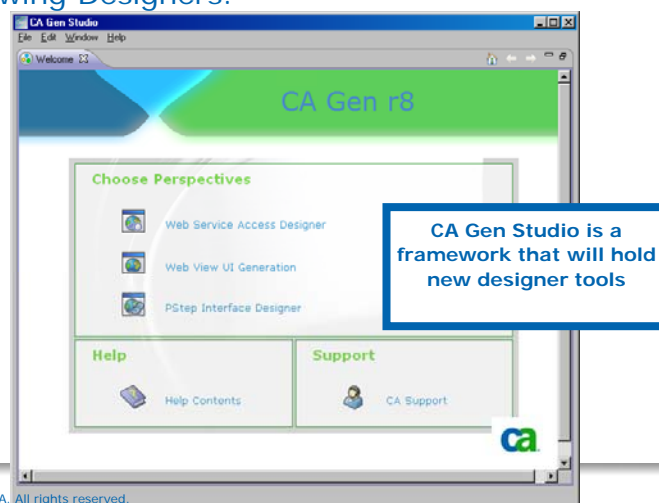 wing Designers:
CA Gen Studio
File Edit Window Help
Welcome
CA Gen r8
Choose Perspectives
Web Service Access Designer
Web View UI Generation
PStep Interface Designer
CA Gen Studio is a
framework that will hold
new designer tools
Help
Support
Help Contents
CA Support
ca
A. All rights reserved.